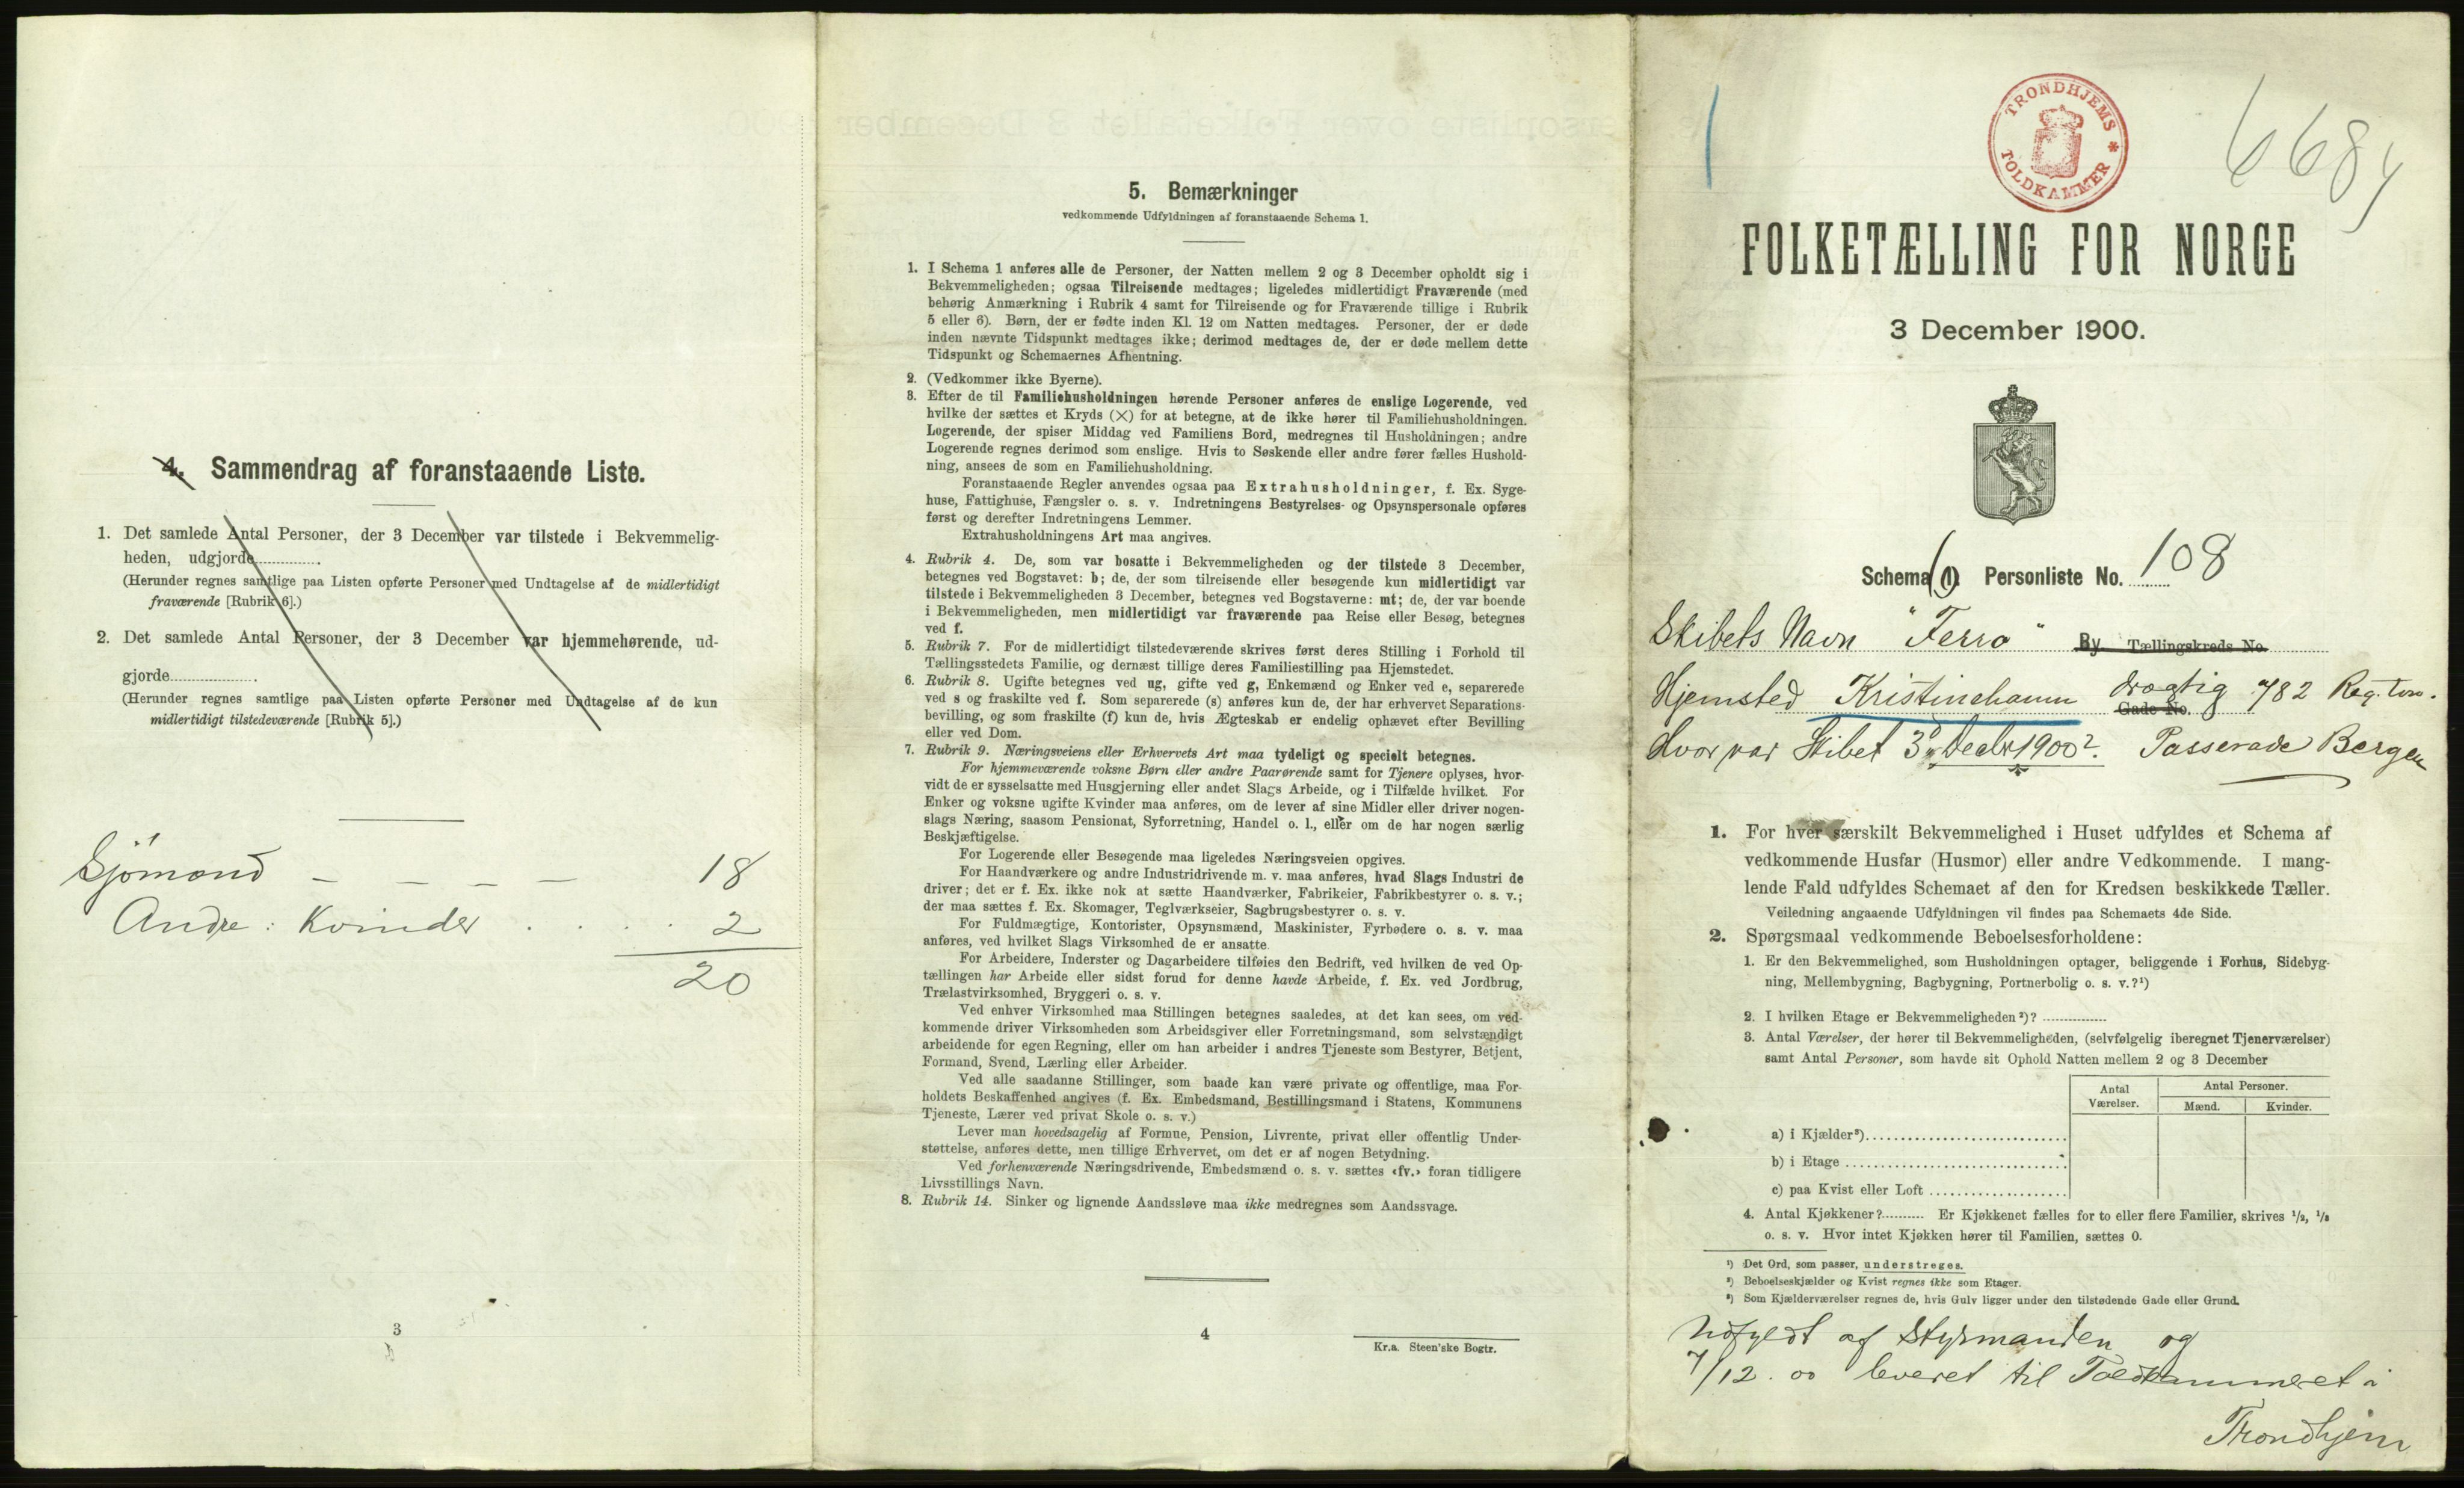 4. Sammendrag af foranstaaende Liste.
1. Det samlede Antal Personer, der 3 December var tilstede i Bekvemmelig-
heden, udgjorde
(Herunder regnes samtlige paa Listen opførte Personer med Undtagelse af de midlertidigt
fraværende [Rubrik 6].)
2. Det samlede Antal Personer, der 3 December var hjemmehørende, ud-
gjorde
(Herunder regnes samtlige paa Listen opførte Personer med Undtagelse af de kun
midlertidigt tilstedeværende [Rubrik 5].)
Sjömænd - - - - 18
Andre: Kvinder . . . . 2
20
3
5. Bemærkninger
vedkommende Udfyldningen af foranstaaende Schema 1.
1. I Schema 1 anføres alle de Personer, der Natten mellem 2 og 3 December opholdt sig i
Bekvemmeligheden; ogsaa Tilreisende medtages; ligeledes midlertidigt Fraværende (med
behørig Anmærkning i Rubrik 4 samt for Tilreisende og for Fraværende tillige i Rubrik
5 eller 6). Børn, der er fødte inden Kl. 12 om Natten medtages. Personer, der er døde
inden nævnte Tidspunkt medtages ikke; derimod medtages de, der er døde mellem dette
Tidspunkt og Schemaernes Afhentning.
2. (Vedkommer ikke Byerne).
3. Efter de til Familiehusholdningen hørende Personer anføres de enslige Logerende, ved
hvilke der sættes et Kryds (X) for at betegne, at de ikke hører til Familiehusholdningen.
Logerende, der spiser Middag ved Familiens Bord, medregnes til Husholdningen; andre
Logerende regnes derimod som enslige. Hvis to Søskende eller andre fører fælles Hushold-
ning, ansees de som en Familiehusholdning.
Foranstaaende Regler anvendes ogsaa paa Extrahusholdninger, f. Ex. Syge-
huse, Fattighuse, Fængsler o. s. v. Indretningens Bestyrelses- og Opsynspersonale opføres
først og derefter Indretningens Lemmer.
Extrahusholdningens Art maa angives.
4. Rubrik 4. De, som var bosatte i Bekvemmeligheden og der tilstede 3 December,
betegnes ved Bogstavet: b; de, der som tilreisende eller besøgende kun midlertidigt var
tilstede i Bekvemmeligheden 3 December, betegnes ved Bogstaverne: mt; de, der var boende
i Bekvemmeligheden, men midlertidigt var fraværende paa Reise eller Besøg, betegnes
ved f.
5. Rubrik 7. For de midlertidigt tilstedeværende skrives først deres Stilling i Forhold til
Tællingsstedets Familie, og dernæst tillige deres Familiestilling paa Hjemstedet.
6. Rubrik 8. Ugifte betegnes ved ug, gifte ved g, Enkemænd og Enker ved e, separerede
ved s og fraskilte ved f. Som separerede (s) anføres kun de, der har erhvervet Separations-
bevilling, og som fraskilte (f) kun de, hvis Ægteskab er endelig ophævet efter Bevilling
eller ved Dom.
7. Rubrik 9. Næringsveiens eller Erhvervets Art maa tydeligt og specielt betegnes.
For hjemmeværende voksne Børn eller andre Paarørende samt for Tjenere oplyses, hvor-
vidt de er sysselsatte med Husgjerning eller andet Slags Arbeide, og i Tilfælde hvilket. For
Enker og voksne ugifte Kvinder maa anføres, om de lever af sine Midler eller driver nogen-
slags Næring, saasom Pensionat, Syforretning, Handel o. l., eller om de har nogen særlig
Beskjæftigelse.
For Logerende eller Besøgende maa ligeledes Næringsveien opgives.
For Haandværkere og andre Industridrivende m. v. maa anføres, hvad Slags Industri de
driver; det er f. Ex. ikke nok at sætte Haandværker, Fabrikeier, Fabrikbestyrer o. s. v.;
der maa sættes f. Ex. Skomager, Teglværkseier, Sagbrugsbestyrer o. s. v.
For Fuldmægtige, Kontorister, Opsynsmænd, Maskinister, Fyrbødere o. s. v. maa
anføres, ved hvilket Slags Virksomhed de er ansatte.
For Arbeidere, Inderster og Dagarbeidere tilføies den Bedrift, ved hvilken de ved Op-
tællingen har Arbeide eller sidst forud for denne havde Arbeide, f. Ex. ved Jordbrug,
Trælastvirksomhed, Bryggeri o. s. v.
Ved enhver Virksomhed maa Stillingen betegnes saaledes, at det kan sees, om ved-
kommende driver Virksomheden som Arbeidsgiver eller Forretningsmand, som selvstændigt
arbeidende for egen Regning, eller om han arbeider i andres Tjeneste som Bestyrer, Betjent,
Formand, Svend, Lærling eller Arbeider.
Ved alle saadanne Stillinger, som baade kan være private og offentlige, maa For-
holdets Beskaffenhed angives (f. Ex. Embedsmand, Bestillingsmand i Statens, Kommunens
Tjeneste, Lærer ved privat Skole o. s. v.)
Lever man hovedsagelig af Formue, Pension, Livrente, privat eller offentlig Under-
støttelse, anføres dette, men tillige Erhvervet, om det er af nogen Betydning.
Ved forhenværende Næringsdrivende, Embedsmænd o. s. v. sættes «fv.» foran tidligere
Livsstillings Navn.
8. Rubrik 14. Sinker og lignende Aandssløve maa ikke medregnes som Aandssvage.
4
Kr.a. Steen'ske Bogtr.
TRONDHJEMS * TOLDKAMMER
FOLKETÆLLING FOR NORGE
3 December 1900.
Schema (1). Personliste No. 108
Skibets Navn "Ferro" By Tællingskreds No.
Hjemsted Kristinehamn drægtig 782 Reg. ton.
Gade No.
Hvor var Skibet 3d Decbr 1900? Passerade Bergen
1. For hver særskilt Bekvemmelighed i Huset udfyldes et Schema af
vedkommende Husfar (Husmor) eller andre Vedkommende. I mang-
lende Fald udfyldes Schemaet af den for Kredsen beskikkede Tæller.
Veiledning angaaende Udfyldningen vil findes paa Schemaets 4de Side.
2. Spørgsmaal vedkommende Beboelsesforholdene:
1. Er den Bekvemmelighed, som Husholdningen optager, beliggende i Forhus, Sidebyg-
ning, Mellembygning, Bagbygning, Portnerbolig o. s. v.?¹)
2. I hvilken Etage er Bekvemmeligheden²)?
3. Antal Værelser, der hører til Bekvemmeligheden, (selvfølgelig iberegnet Tjenerværelser)
samt Antal Personer, som havde sit Ophold Natten mellem 2 og 3 December
Antal Værelser. Antal Personer.
Mænd. Kvinder.
a) i Kjælder³)
b) i Etage
c) paa Kvist eller Loft
4. Antal Kjøkkener? Er Kjøkkenet fælles for to eller flere Familier, skrives ½, ⅓
o. s. v. Hvor intet Kjøkken hører til Familien, sættes 0.
¹) Det Ord, som passer, understreges.
²) Beboelseskjælder og Kvist regnes ikke som Etager.
³) Som Kjælderværelser regnes de, hvis Gulv ligger under den tilstødende Gade eller Grund.
Udfyldt af Styrmanden og
7/12. 00 leveret til Toldkammeret i
Trondhjem